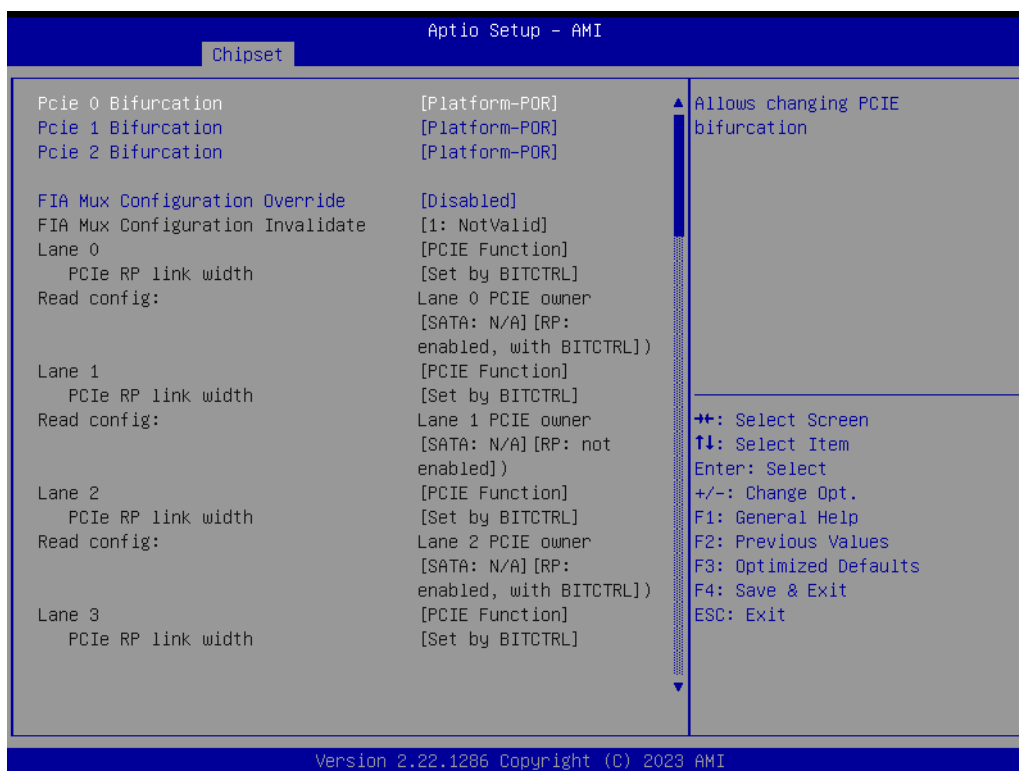 Aptio Setup – AMI
Chipset
Pcie 0 Bifurcation [Platform-POR]
Pcie 1 Bifurcation [Platform-POR]
Pcie 2 Bifurcation [Platform-POR]
FIA Mux Configuration Override [Disabled]
FIA Mux Configuration Invalidate [1: NotValid]
Lane 0 [PCIE Function]
PCIe RP link width [Set by BITCTRL]
Read config: Lane 0 PCIE owner
[SATA: N/A][RP:
enabled, with BITCTRL])
Lane 1 [PCIE Function]
PCIe RP link width [Set by BITCTRL]
Read config: Lane 1 PCIE owner
[SATA: N/A][RP: not
enabled])
Lane 2 [PCIE Function]
PCIe RP link width [Set by BITCTRL]
Read config: Lane 2 PCIE owner
[SATA: N/A][RP:
enabled, with BITCTRL])
Lane 3 [PCIE Function]
PCIe RP link width [Set by BITCTRL]
Allows changing PCIE
bifurcation
→←: Select Screen
↑↓: Select Item
Enter: Select
+/-: Change Opt.
F1: General Help
F2: Previous Values
F3: Optimized Defaults
F4: Save & Exit
ESC: Exit
Version 2.22.1286 Copyright (C) 2023 AMI